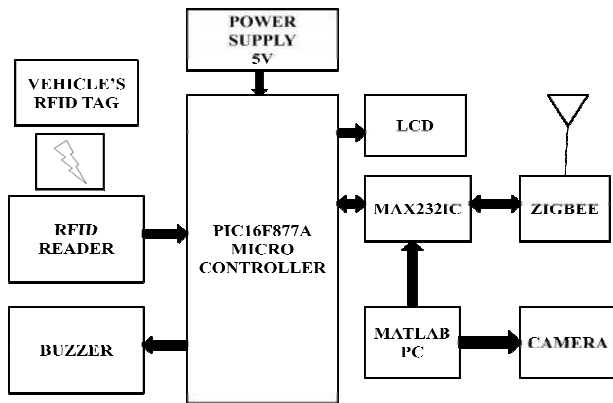 POWER
SUPPLY
5V
VEHICLE'S
RFID TAG
LCD
RFID
READER
PIC16F877A
MICRO
CONTROLLER
MAX232IC
ZIGBEE
BUZZER
MATLAB
PC
CAMERA